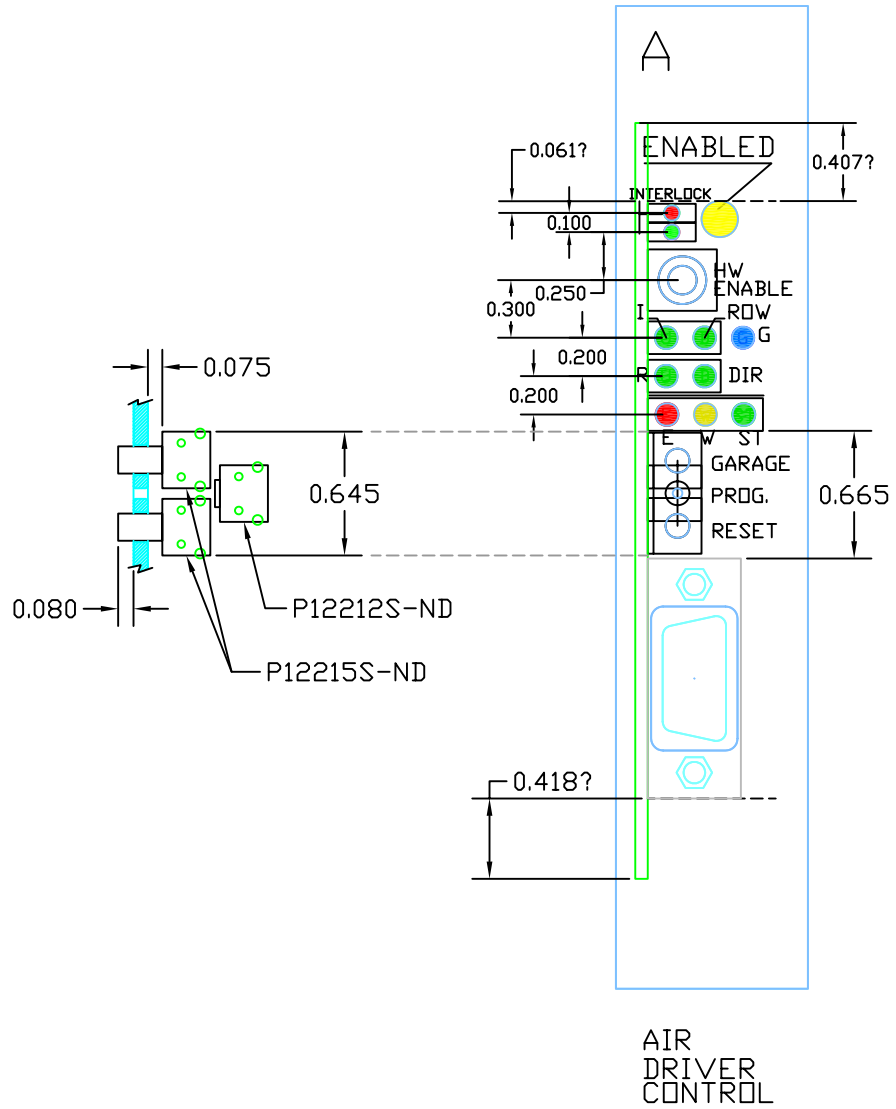 A
ENABLED
0.061?
0.407?
INTERLOCK
0.100
HW
ENABLE
0.250
0.300
I
ROW
G
0.200
0.075
R
DIR
0.200
E
W
ST
GARAGE
0.645
PROG.
0.665
RESET
0.080
P12212S-ND
P12215S-ND
0.418?
AIR
DRIVER
CONTROL